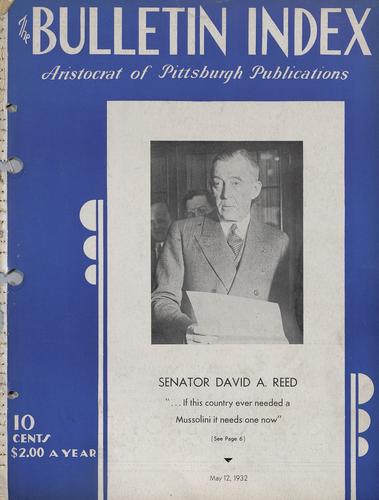 The BULLETIN INDEX
Aristocrat of Pittsburgh Publications
SENATOR DAVID A. REED
"... If this country ever needed a
Mussolini it needs one now"
(See Page 6)
May 12, 1932
10
CENTS
$2.00 A YEAR